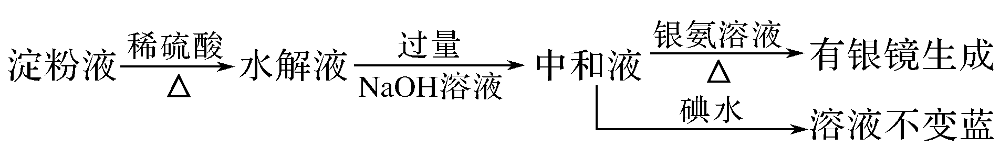 淀粉液 稀硫酸 △ 水解液 过量 NaOH溶液 中和液 银氨溶液 △ 有银镜生成
碘水 溶液不变蓝